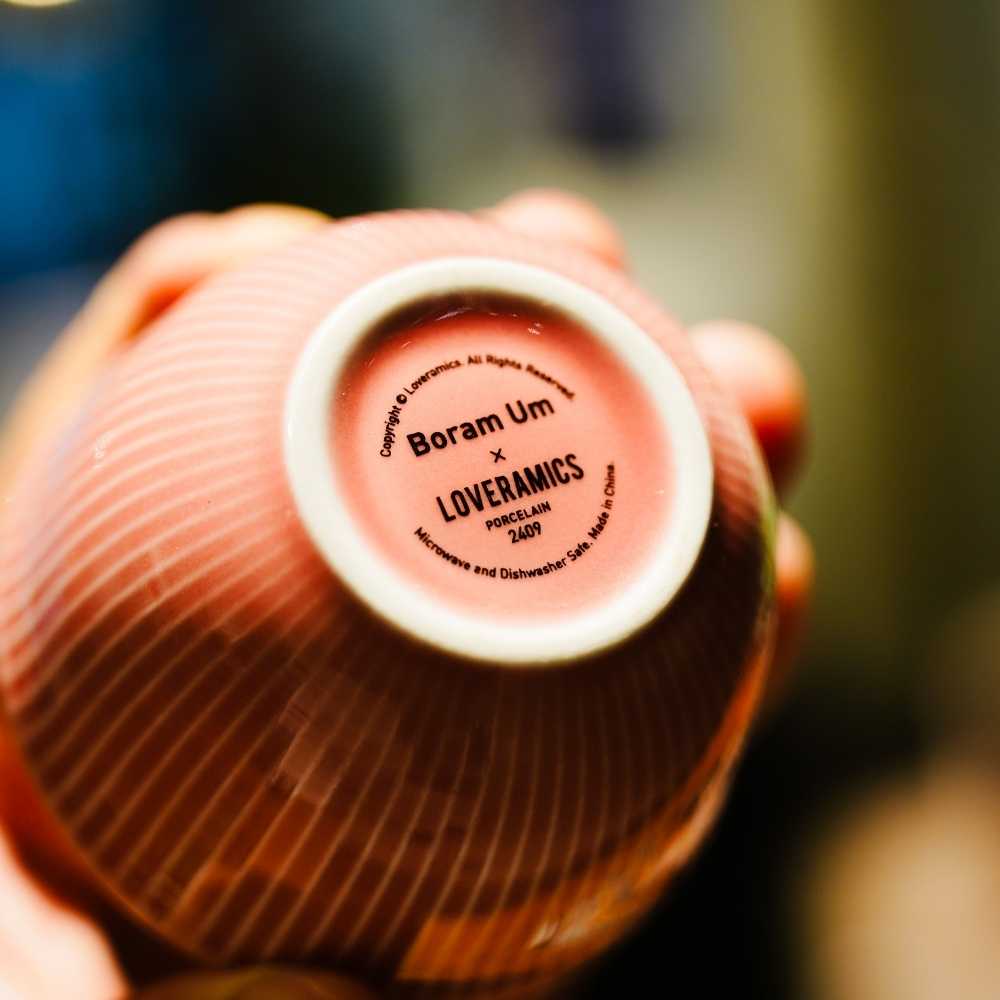 Copyright © Loveramics. All Rights Reserved.
Boram Um
x
LOVERAMICS
PORCELAIN
2409
Microwave and Dishwasher Safe. Made in China.